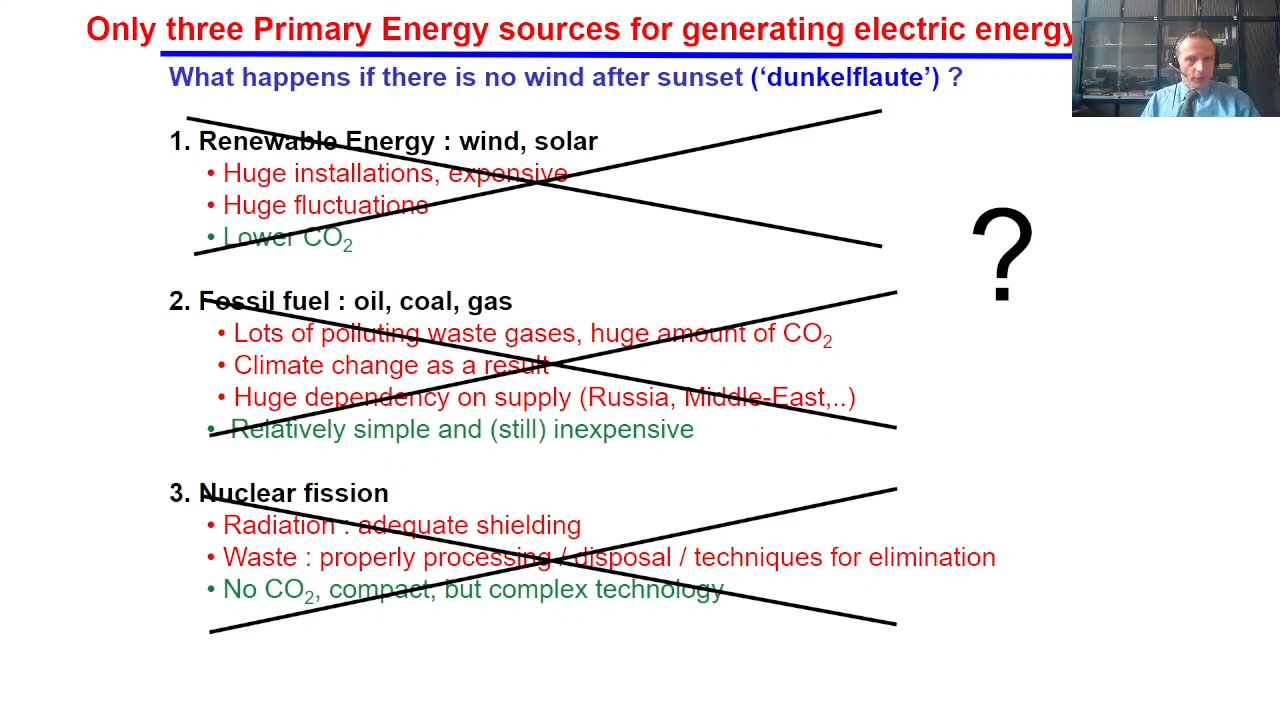 Only three Primary Energy sources for generating electric energy
What happens if there is no wind after sunset (‘dunkelflaute’) ?
1. Renewable Energy : wind, solar
• Huge installations, expensive
• Huge fluctuations
• Lower CO2
?
2. Fossil fuel : oil, coal, gas
• Lots of polluting waste gases, huge amount of CO2
• Climate change as a result
• Huge dependency on supply (Russia, Middle-East,..)
• Relatively simple and (still) inexpensive
3. Nuclear fission
• Radiation : adequate shielding
• Waste : properly processing / disposal / techniques for elimination
• No CO2, compact, but complex technology